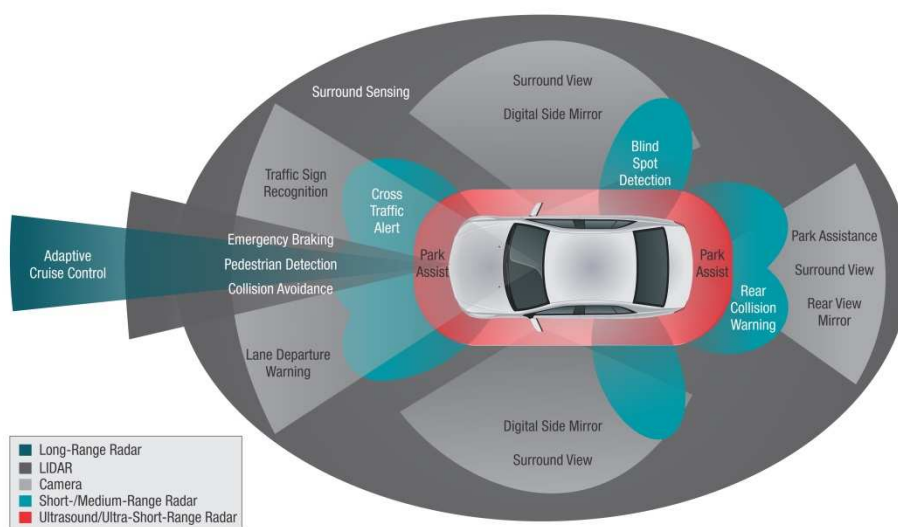 Surround Sensing
Surround View
Digital Side Mirror
Blind
Spot
Detection
Traffic Sign
Recognition
Cross
Traffic
Alert
Adaptive
Cruise Control
Emergency Braking
Pedestrian Detection
Collision Avoidance
Park
Assist
Park
Assist
Park Assistance
Surround View
Rear View
Mirror
Rear
Collision
Warning
Lane Departure
Warning
Digital Side Mirror
Surround View
Long-Range Radar
LIDAR
Camera
Short-/Medium-Range Radar
Ultrasound/Ultra-Short-Range Radar